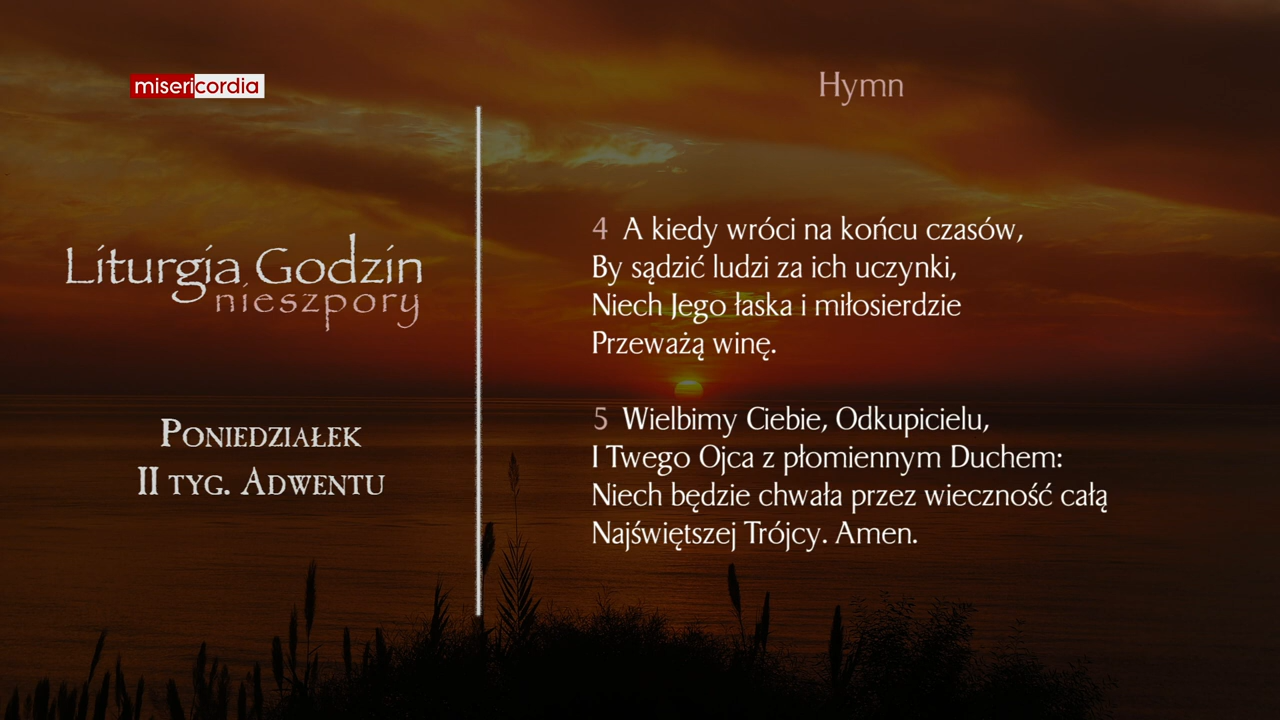 misericordia
Liturgia Godzin
nieszpory
Poniedziałek
II tyg. Adwentu
Hymn
4 A kiedy wróci na końcu czasów,
By sądzić ludzi za ich uczynki,
Niech Jego łaska i miłosierdzie
Przeważą winę.
5 Wielbimy Ciebie, Odkupicielu,
I Twego Ojca z płomiennym Duchem:
Niech będzie chwała przez wieczność całą
Najświętszej Trójcy. Amen.